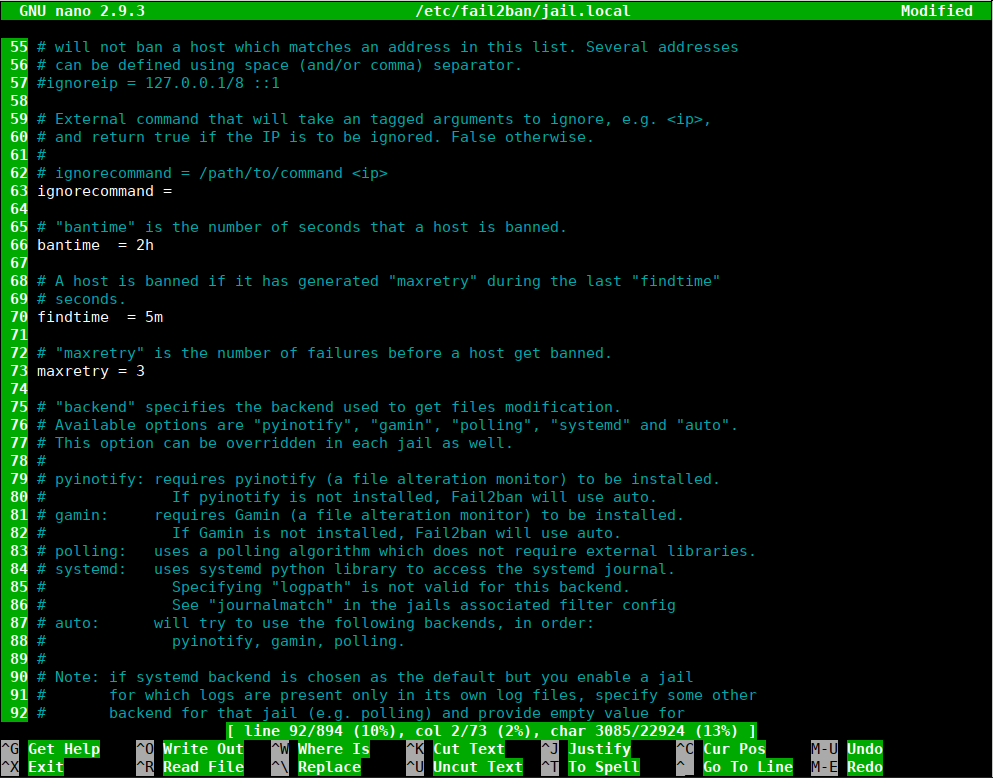 GNU nano 2.9.3 /etc/fail2ban/jail.local Modified
55 # will not ban a host which matches an address in this list. Several addresses
56 # can be defined using space (and/or comma) separator.
57 #ignoreip = 127.0.0.1/8 ::1
58
59 # External command that will take an tagged arguments to ignore, e.g. <ip>,
60 # and return true if the IP is to be ignored. False otherwise.
61 #
62 # ignorecommand = /path/to/command <ip>
63 ignorecommand =
64
65 # "bantime" is the number of seconds that a host is banned.
66 bantime  = 2h
67
68 # A host is banned if it has generated "maxretry" during the last "findtime"
69 # seconds.
70 findtime  = 5m
71
72 # "maxretry" is the number of failures before a host get banned.
73 maxretry = 3
74
75 # "backend" specifies the backend used to get files modification.
76 # Available options are "pyinotify", "gamin", "polling", "systemd" and "auto".
77 # This option can be overridden in each jail as well.
78 #
79 # pyinotify: requires pyinotify (a file alteration monitor) to be installed.
80 #              If pyinotify is not installed, Fail2ban will use auto.
81 # gamin:     requires Gamin (a file alteration monitor) to be installed.
82 #              If Gamin is not installed, Fail2ban will use auto.
83 # polling:   uses a polling algorithm which does not require external libraries.
84 # systemd:   uses systemd python library to access the systemd journal.
85 #              Specifying "logpath" is not valid for this backend.
86 #              See "journalmatch" in the jails associated filter config
87 # auto:      will try to use the following backends, in order:
88 #              pyinotify, gamin, polling.
89 #
90 # Note: if systemd backend is chosen as the default but you enable a jail
91 #       for which logs are present only in its own log files, specify some other
92 #       backend for that jail (e.g. polling) and provide empty value for
[ line 92/894 (10%), col 2/73 (2%), char 3085/22924 (13%) ]
^G Get Help ^O Write Out ^W Where Is ^K Cut Text ^J Justify ^C Cur Pos M-U Undo
^X Exit ^R Read File ^\ Replace ^U Uncut Text ^T To Spell ^_ Go To Line M-E Redo